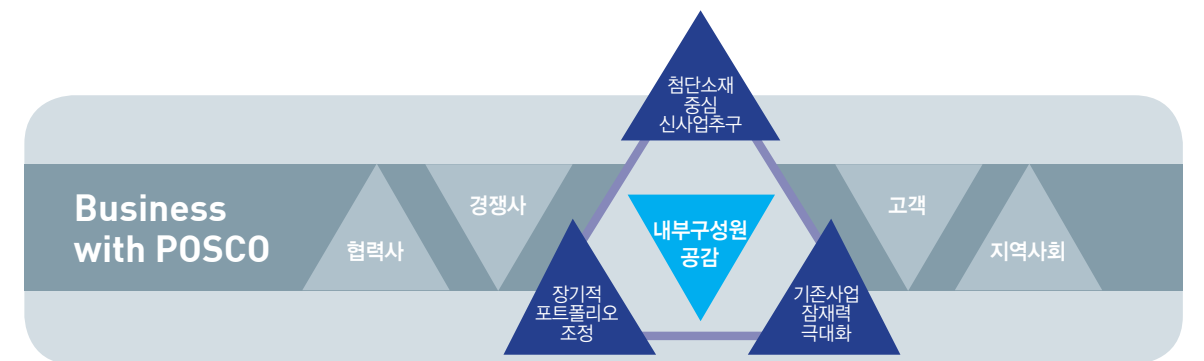 첨단소재
중심
신사업추구
Business
with POSCO
협력사
경쟁사
내부구성원
공감
고객
지역사회
장기적
포트폴리오
조정
기존사업
잠재력
극대화